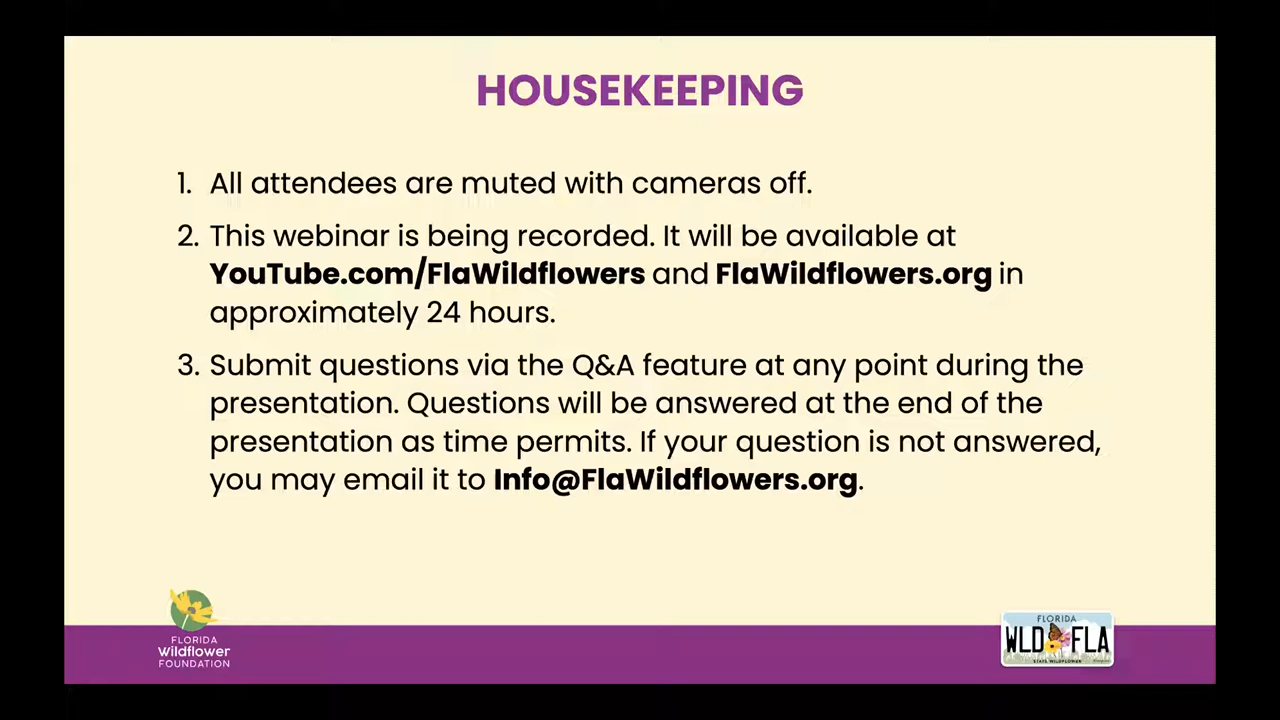 HOUSEKEEPING
1. All attendees are muted with cameras off.
2. This webinar is being recorded. It will be available at
YouTube.com/FlaWildflowers and FlaWildflowers.org in
approximately 24 hours.
3. Submit questions via the Q&A feature at any point during the
presentation. Questions will be answered at the end of the
presentation as time permits. If your question is not answered,
you may email it to Info@FlaWildflowers.org.
FLORIDA
wildflower
FOUNDATION
FLORIDA
WLD FLA
STATE WILDFLOWER